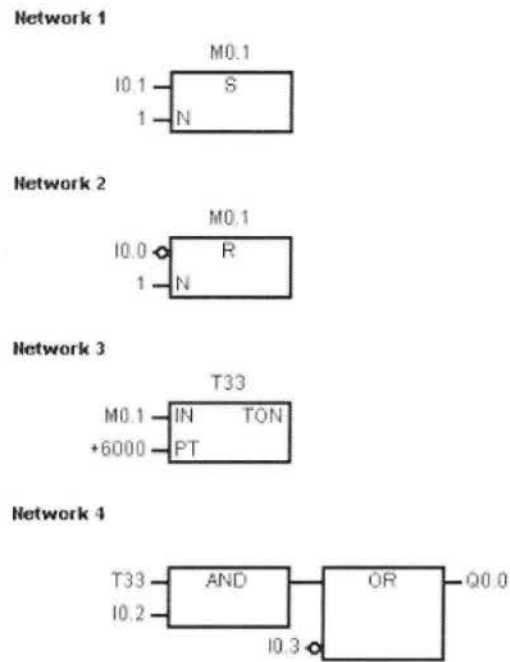 Network 1
M0.1
I0.1 S
1 N
Network 2
M0.1
I0.0 R
1 N
Network 3
T33
M0.1 IN TON
+6000 PT
Network 4
T33 AND OR Q0.0
I0.2
I0.3